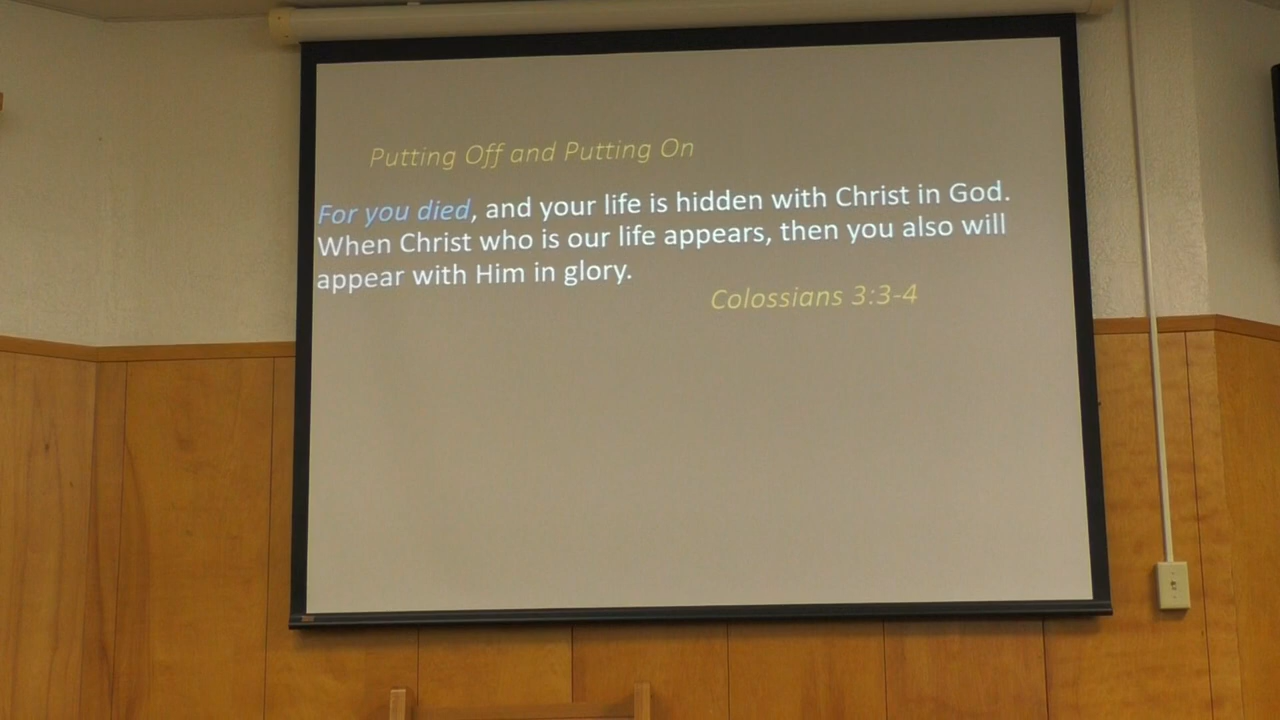 Putting Off and Putting On
For you died, and your life is hidden with Christ in God.
When Christ who is our life appears, then you also will
appear with Him in glory.
Colossians 3:3-4